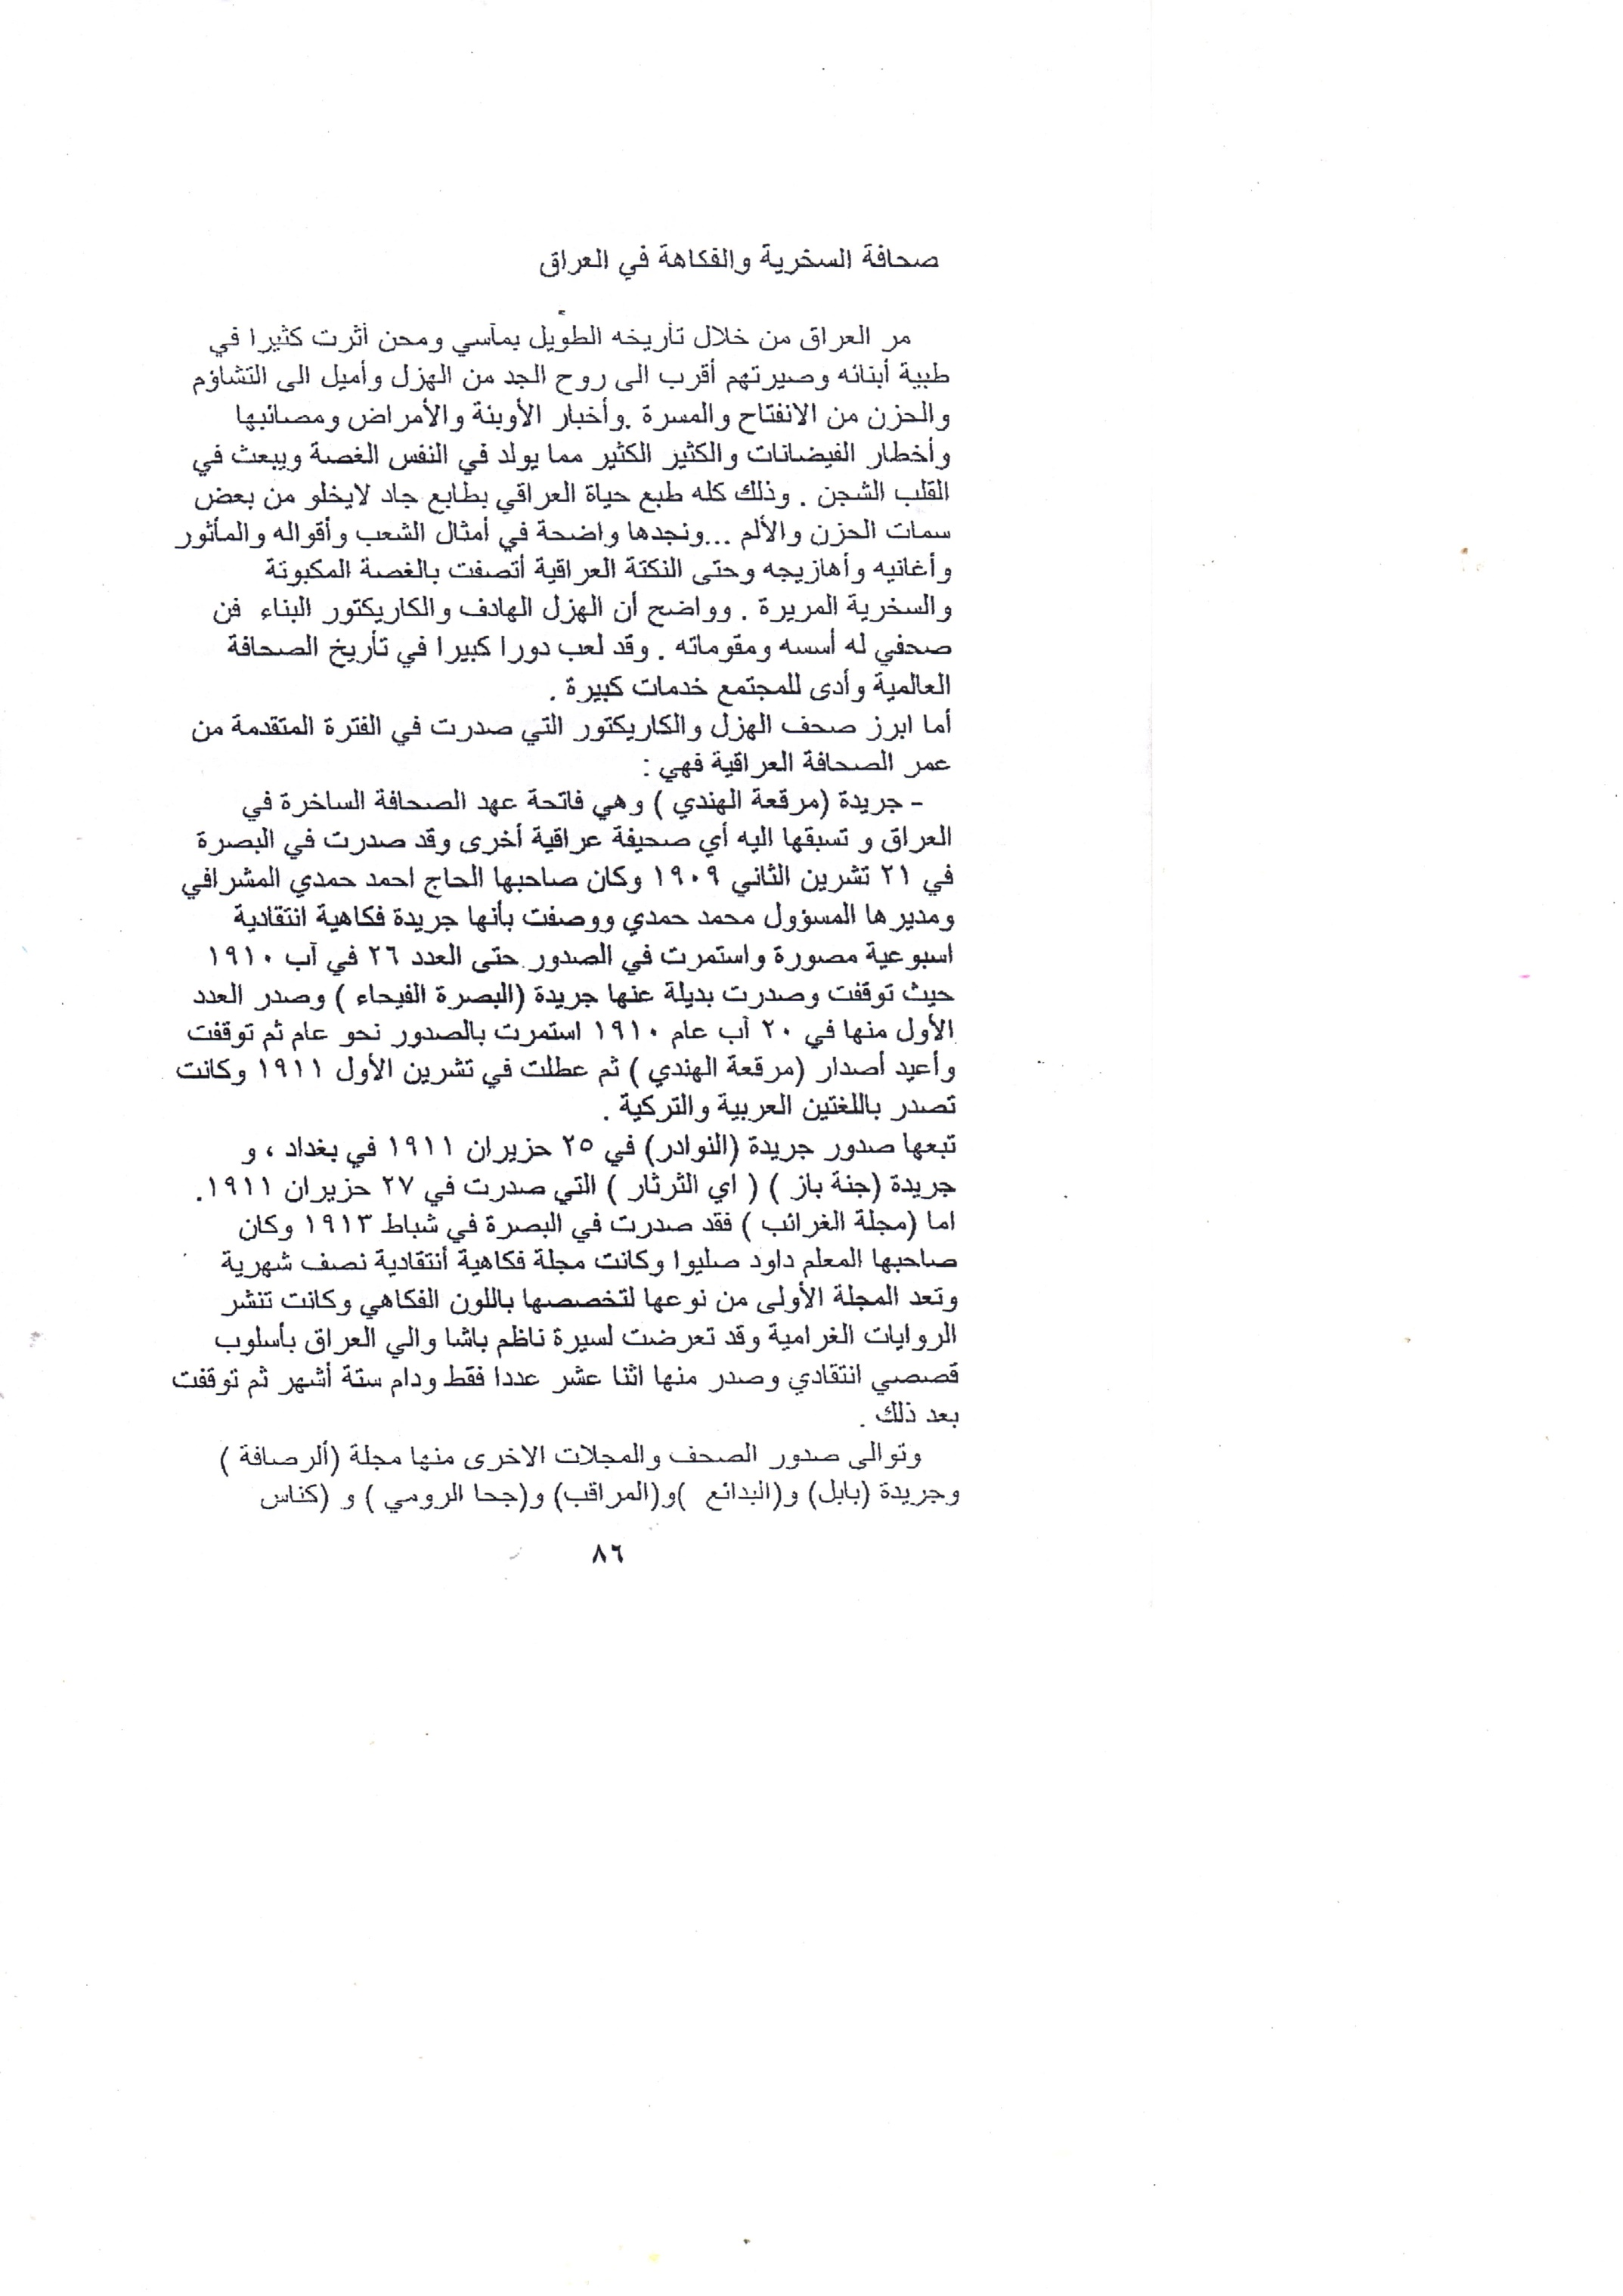 صحافة السخرية والفكاهة في العراق
مر العراق من خلال تأريخه الطويل بمآسي ومحن أثرت كثيرا في
طيبة أبنائه وصيرتهم أقرب الى روح الجد من الهزل وأميل الى التشاؤم
والحزن من الانفتاح والمسرة .وأخبار الأوبئة والأمراض ومصائبها
وأخطار الفيضانات والكثير الكثير مما يولد في النفس الغصة ويبعث في
القلب الشجن . وذلك كله طبع حياة العراقي بطابع جاد لايخلو من بعض
سمات الحزن والألم ...ونجدها واضحة في أمثال الشعب وأقواله والمأثور
وأغانيه وأهازيجه وحتى النكتة العراقية أتصفت بالغصة المكبوتة
والسخرية المريرة . وواضح أن الهزل الهادف والكاريكتور البناء فن
صحفي له أسسه ومقوماته . وقد لعب دورا كبيرا في تأريخ الصحافة
العالمية وأدى للمجتمع خدمات كبيرة .
أما ابرز صحف الهزل والكاريكتور التي صدرت في الفترة المتقدمة من
عمر الصحافة العراقية فهي :
- جريدة (مرقعة الهندي ) وهي فاتحة عهد الصحافة الساخرة في
العراق و تسبقها اليه أي صحيفة عراقية أخرى وقد صدرت في البصرة
في ٢١ تشرين الثاني ١٩٠٩ وكان صاحبها الحاج احمد حمدي المشرافي
ومديرها المسؤول محمد حمدي ووصفت بأنها جريدة فكاهية انتقادية
اسبوعية مصورة واستمرت في الصدور حتى العدد ٢٦ في آب ١٩١٠
حيث توقفت وصدرت بديلة عنها جريدة (البصرة الفيحاء ) وصدر العدد
الأول منها في ٢٠ آب عام ١٩١٠ استمرت بالصدور نحو عام ثم توقفت
وأعيد أصدار (مرقعة الهندي ) ثم عطلت في تشرين الأول ١٩١١ وكانت
تصدر باللغتين العربية والتركية .
تبعها صدور جريدة (النوادر) في ٢٥ حزيران ١٩١١ في بغداد ، و
جريدة (جنة باز ) ( اي الثرثار ) التي صدرت في ٢٧ حزيران ١٩١١.
اما (مجلة الغرائب ) فقد صدرت في البصرة في شباط ١٩١٣ وكان
صاحبها المعلم داود صليوا وكانت مجلة فكاهية أنتقادية نصف شهرية
وتعد المجلة الأولى من نوعها لتخصصها باللون الفكاهي وكانت تنشر
الروايات الغرامية وقد تعرضت لسيرة ناظم باشا والي العراق بأسلوب
قصصي انتقادي وصدر منها اثنا عشر عددا فقط ودام ستة أشهر ثم توقفت
بعد ذلك .
وتوالى صدور الصحف والمجلات الاخرى منها مجلة (ألرصافة )
وجريدة (بابل) و(البدائع )و(المراقب) و(جحا الرومي ) و (كناس
٨٦